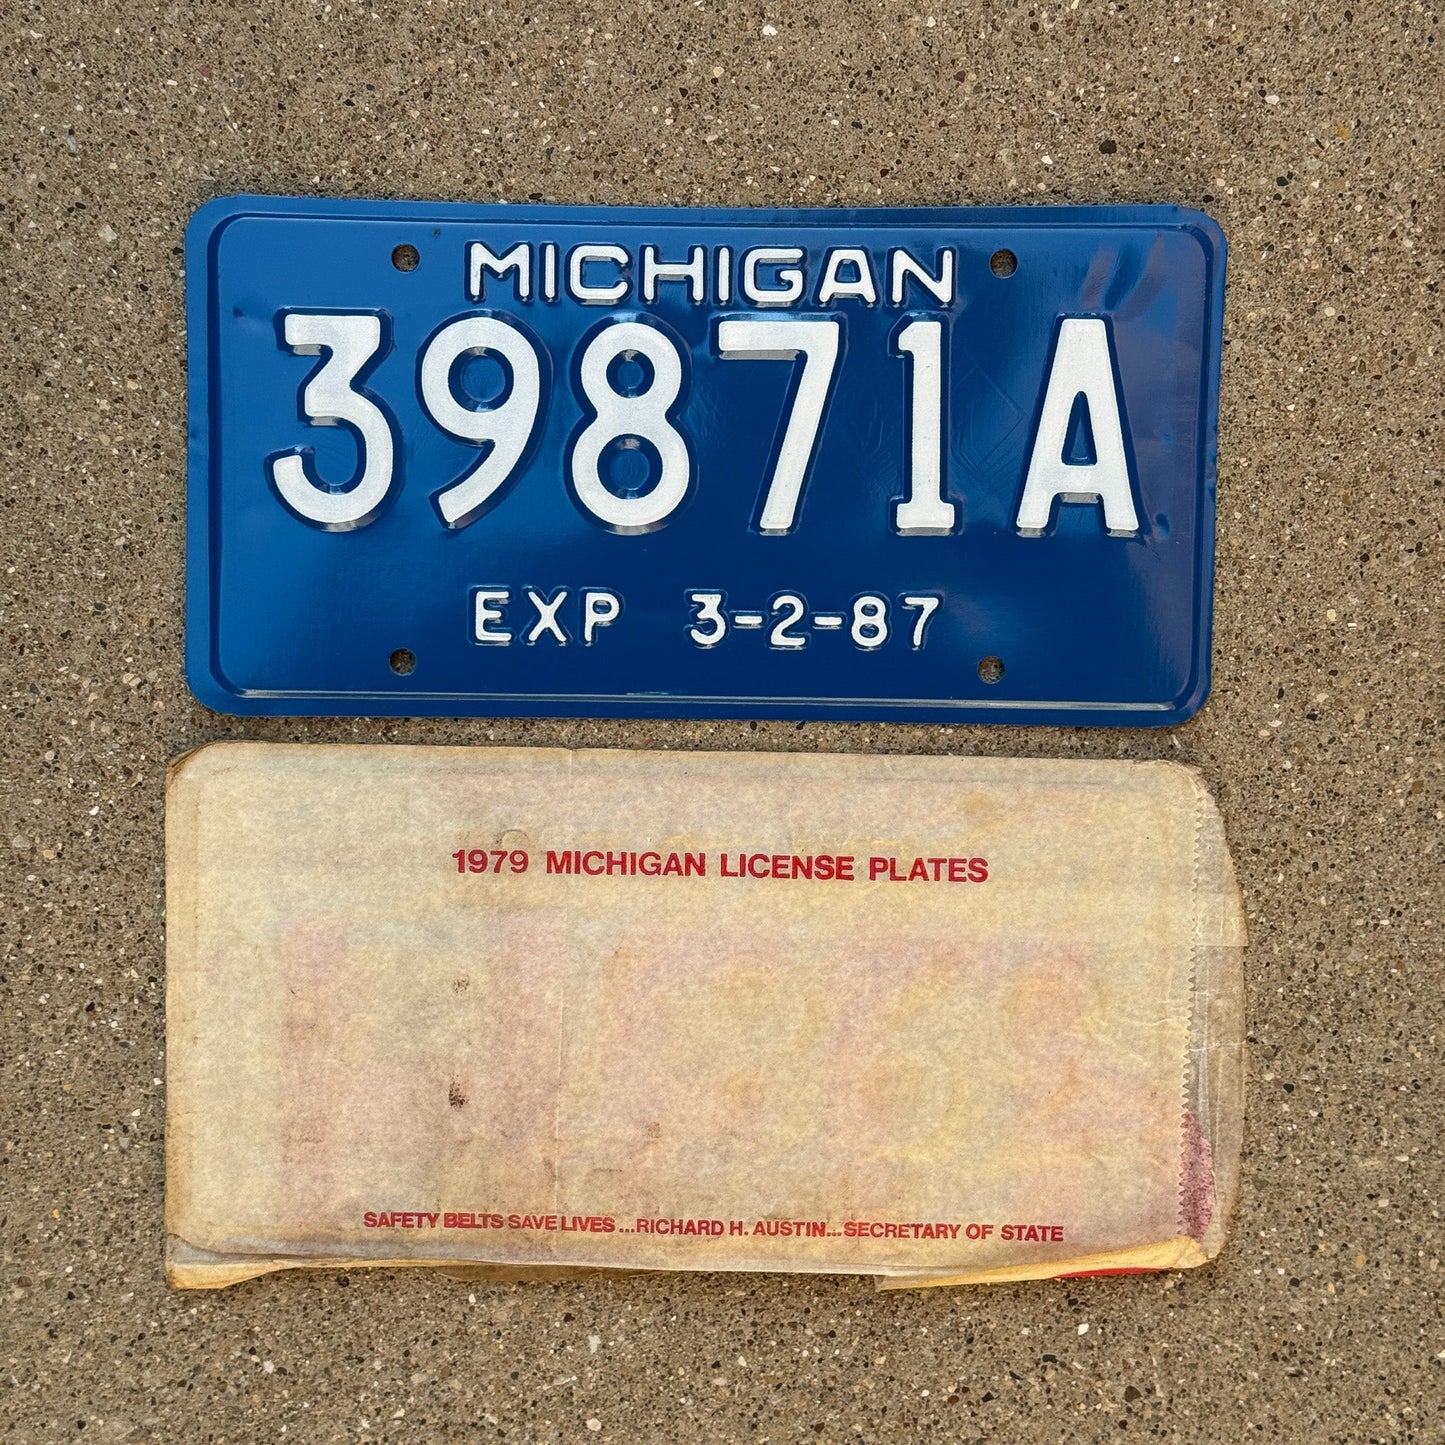 MICHIGAN
39871A
EXP 3-2-87
1979 MICHIGAN LICENSE PLATES
SAFETY BELTS SAVE LIVES...RICHARD H. AUSTIN...SECRETARY OF STATE